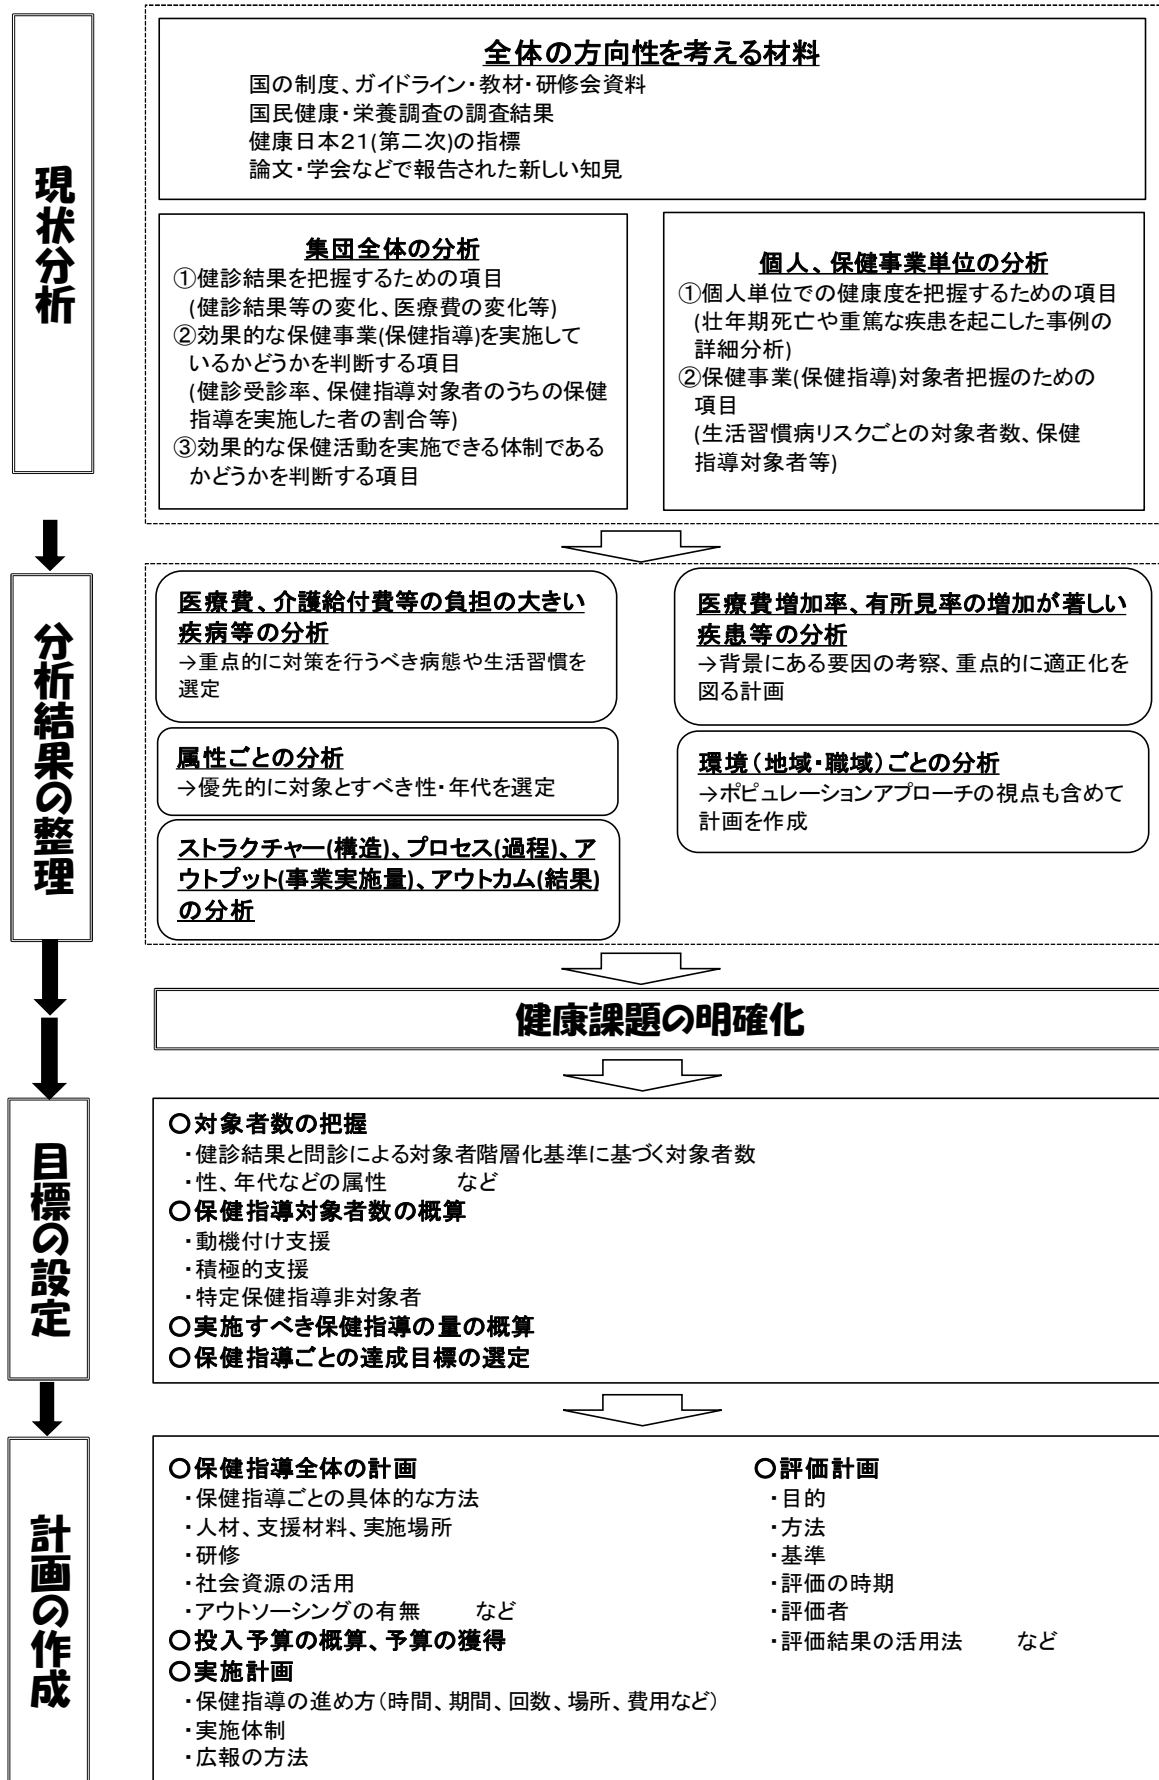 現状分析
全体の方向性を考える材料
国の制度、ガイドライン・教材・研修会資料
国民健康・栄養調査の調査結果
健康日本21(第二次)の指標
論文・学会などで報告された新しい知見
集団全体の分析
①健診結果を把握するための項目
(健診結果等の変化、医療費の変化等)
②効果的な保健事業(保健指導)を実施して
いるかどうかを判断する項目
(健診受診率、保健指導対象者のうちの保健
指導を実施した者の割合等)
③効果的な保健活動を実施できる体制である
かどうかを判断する項目
個人、保健事業単位の分析
①個人単位での健康度を把握するための項目
(壮年期死亡や重篤な疾患を起こした事例の
詳細分析)
②保健事業(保健指導)対象者把握のための
項目
(生活習慣病リスクごとの対象者数、保健
指導対象者等)
分析結果の整理
医療費、介護給付費等の負担の大きい
疾病等の分析
→重点的に対策を行うべき病態や生活習慣を
選定
属性ごとの分析
→優先的に対象とすべき性・年代を選定
ストラクチャー(構造)、プロセス(過程)、ア
ウトプット(事業実施量)、アウトカム(結果)
の分析
医療費増加率、有所見率の増加が著しい
疾患等の分析
→背景にある要因の考察、重点的に適正化を
図る計画
環境(地域・職域)ごとの分析
→ポピュレーションアプローチの視点も含めて
計画を作成
健康課題の明確化
目標の設定
○対象者数の把握
・健診結果と問診による対象者階層化基準に基づく対象者数
・性、年代などの属性　　　など
○保健指導対象者数の概算
・動機付け支援
・積極的支援
・特定保健指導非対象者
○実施すべき保健指導の量の概算
○保健指導ごとの達成目標の選定
計画の作成
○保健指導全体の計画
・保健指導ごとの具体的な方法
・人材、支援材料、実施場所
・研修
・社会資源の活用
・アウトソーシングの有無　　など
○投入予算の概算、予算の獲得
○実施計画
・保健指導の進め方(時間、期間、回数、場所、費用など)
・実施体制
・広報の方法
○評価計画
・目的
・方法
・基準
・評価の時期
・評価者
・評価結果の活用法　　など